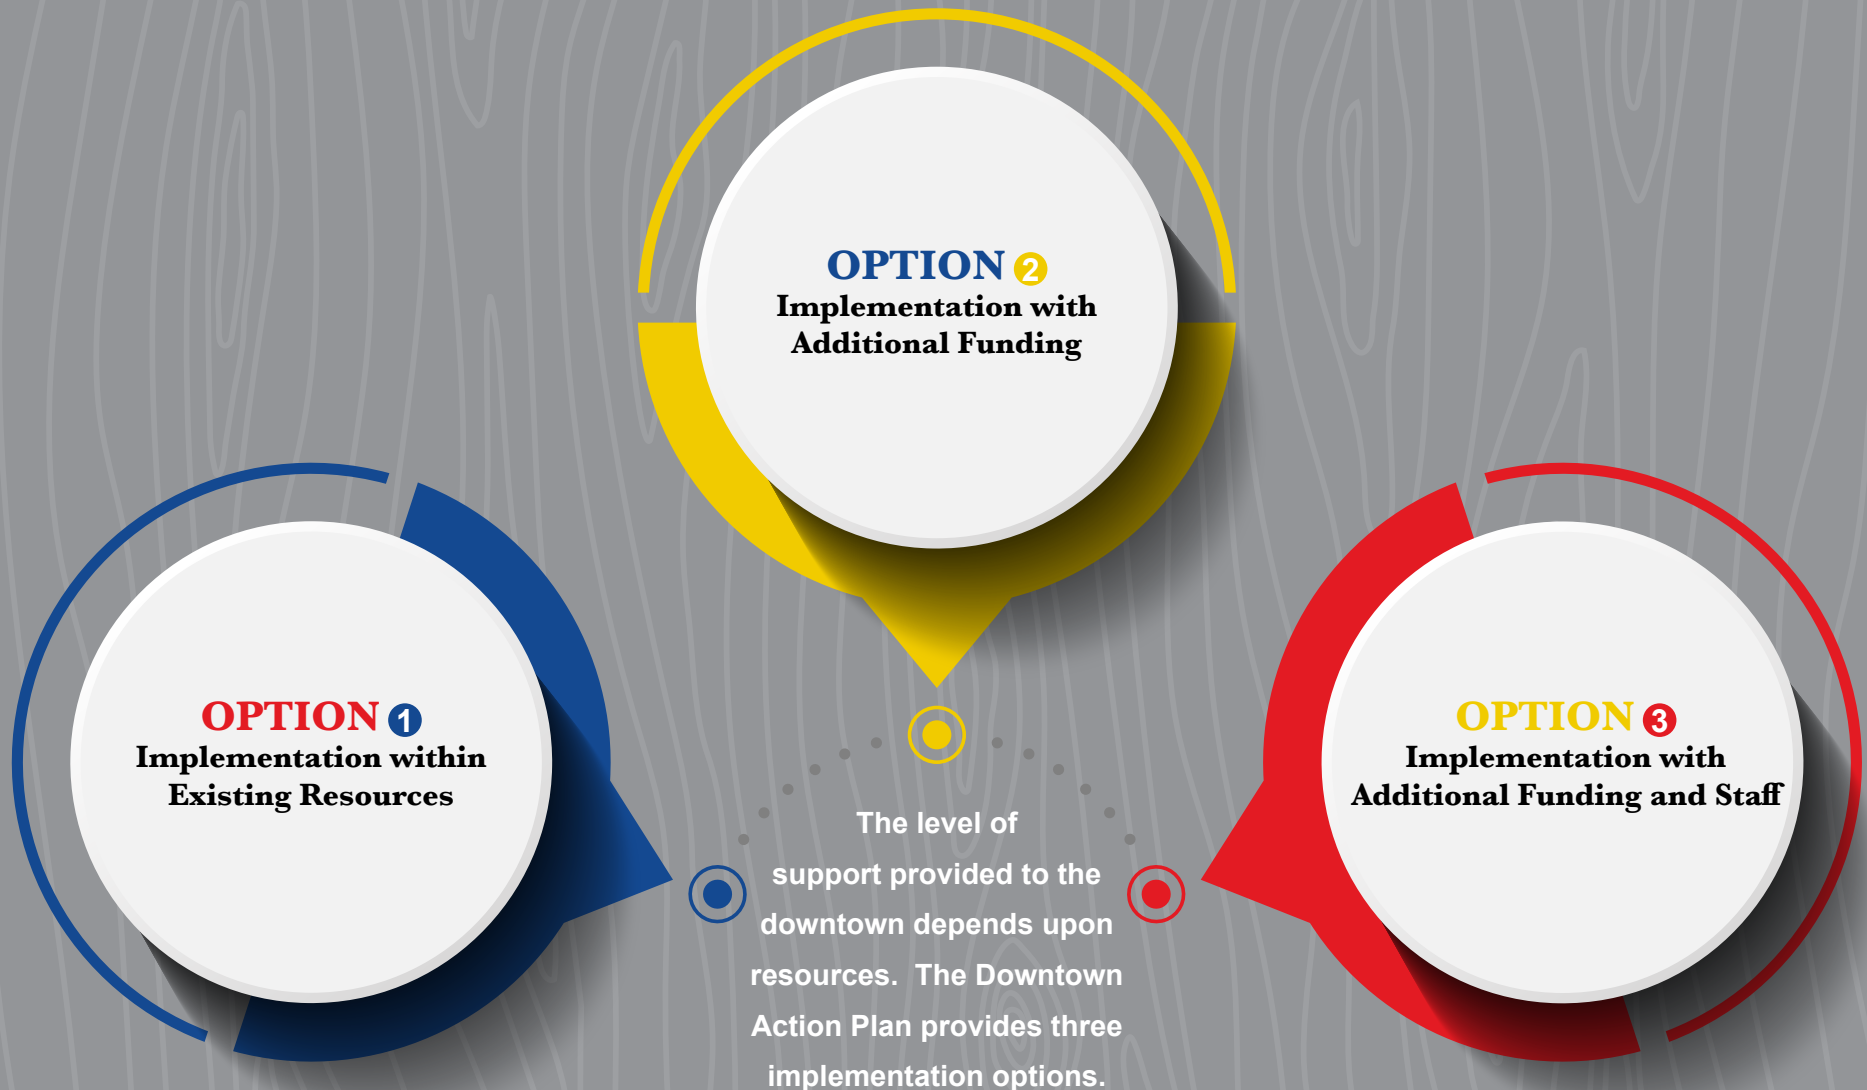 OPTION 2
Implementation with
Additional Funding
OPTION 1
Implementation within
Existing Resources
OPTION 3
Implementation with
Additional Funding and Staff
The level of
support provided to the
downtown depends upon
resources.  The Downtown
Action Plan provides three
implementation options.